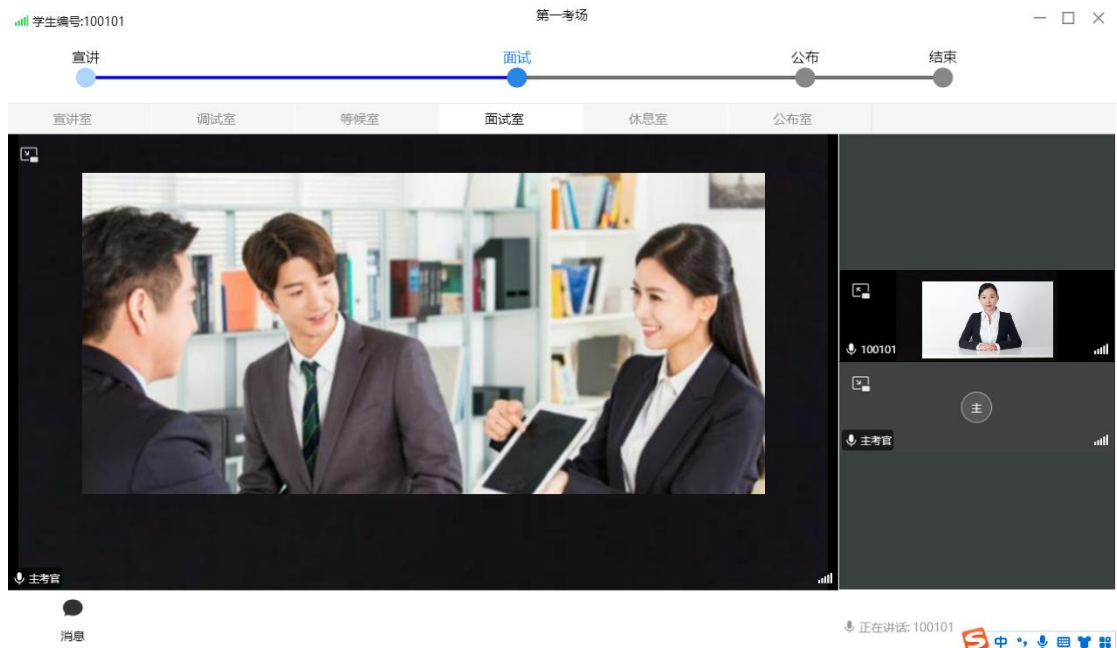 学生编号:100101
第一考场
宣讲
面试
公布
结束
宣讲室
调试室
等候室
面试室
休息室
公布室
100101
主
主考官
主考官
消息
正在讲话: 100101
中